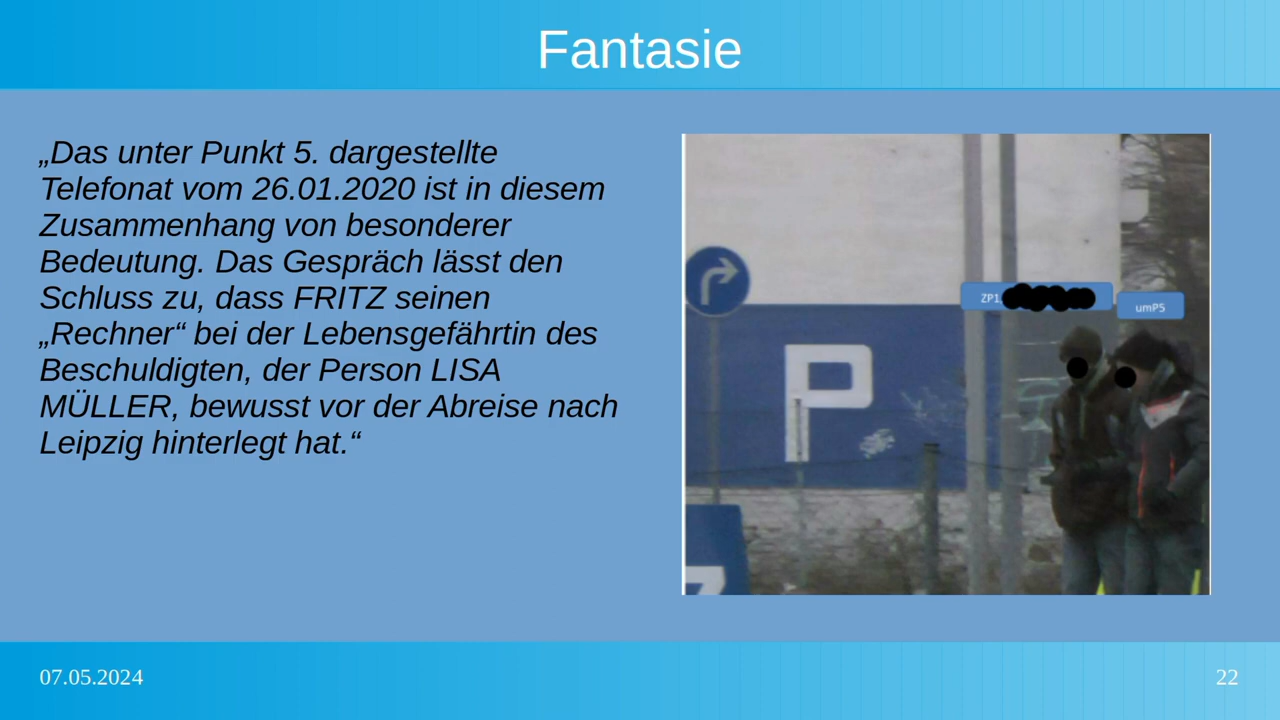 Fantasie
„Das unter Punkt 5. dargestellte
Telefonat vom 26.01.2020 ist in diesem
Zusammenhang von besonderer
Bedeutung. Das Gespräch lässt den
Schluss zu, dass FRITZ seinen
„Rechner“ bei der Lebensgefährtin des
Beschuldigten, der Person LISA
MÜLLER, bewusst vor der Abreise nach
Leipzig hinterlegt hat.“
ZP1
umP5
P
07.05.2024
22